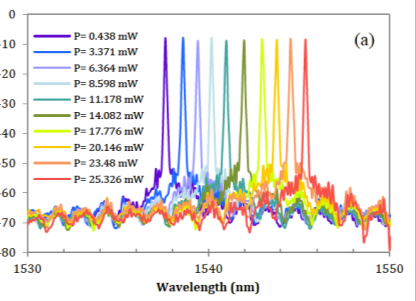 0
(a)
-10
-20
-30
-40
-50
-60
-70
-80
P= 0.438 mW
P= 3.371 mW
P= 6.364 mW
P= 8.598 mW
P= 11.178 mW
P= 14.082 mW
P= 17.776 mW
P= 20.146 mW
P= 23.48 mW
P= 25.326 mW
1530 1540 1550
Wavelength (nm)